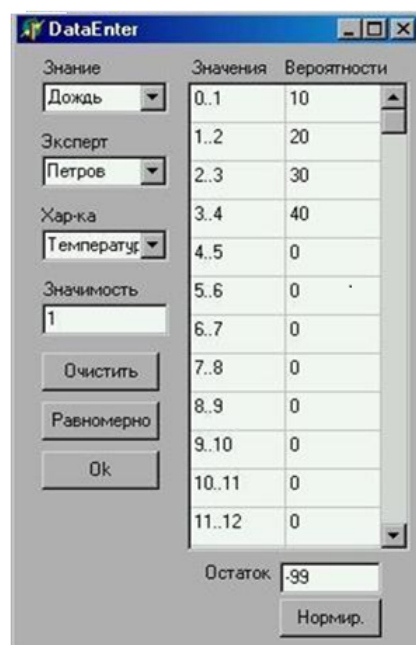 DataEnter
Знание
Дождь
Эксперт
Петров
Хар-ка
Температур
Значимость
1
Очистить
Равномерно
Ok
Значения Вероятности
0..1 10
1..2 20
2..3 30
3..4 40
4..5 0
5..6 0
6..7 0
7..8 0
8..9 0
9..10 0
10..11 0
11..12 0
Остаток -99
Нормир.